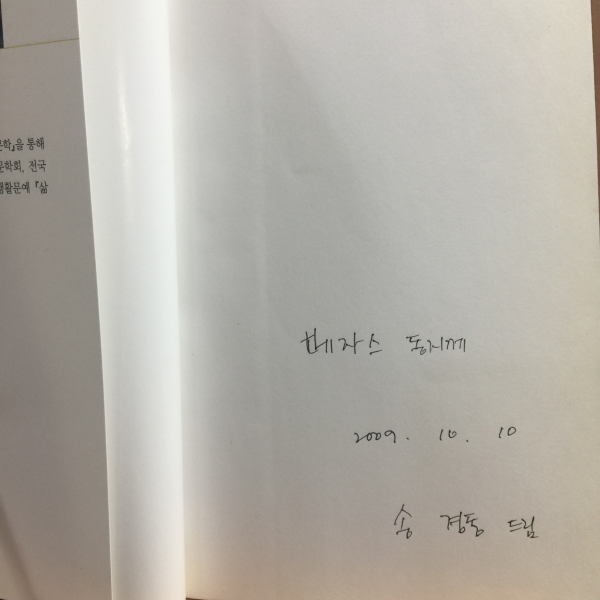 문학』을 통해
문학회, 전국
생활문예 『삶
베자스 동지께
2009. 10. 10
송 경동 드림